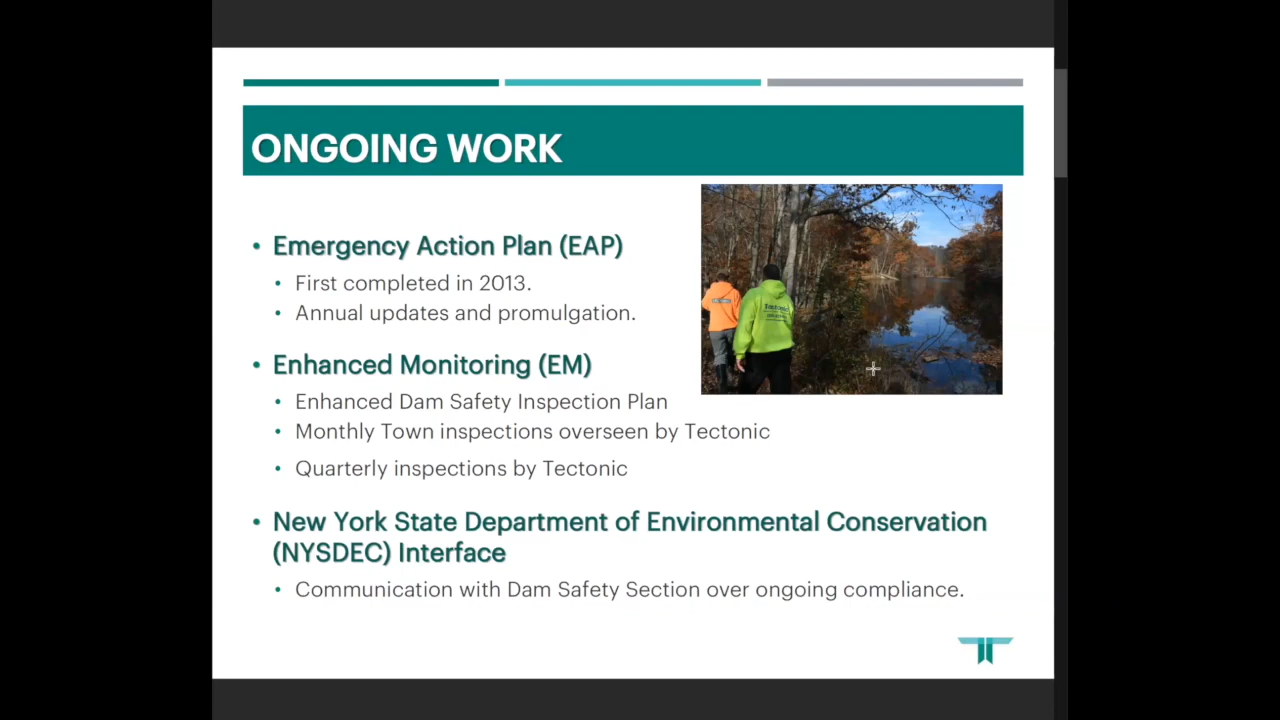 ONGOING WORK
• Emergency Action Plan (EAP)
• First completed in 2013.
• Annual updates and promulgation.
• Enhanced Monitoring (EM)
• Enhanced Dam Safety Inspection Plan
• Monthly Town inspections overseen by Tectonic
• Quarterly inspections by Tectonic
• New York State Department of Environmental Conservation
(NYSDEC) Interface
• Communication with Dam Safety Section over ongoing compliance.
Tectonic